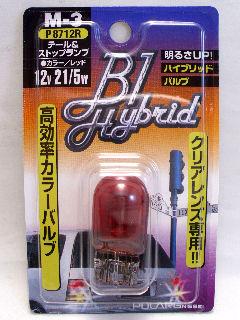 M-3
P8712R
テール&
ストップランプ
●カラー/レッド
12V 21/5W
B1
Hybrid
明るさUP!
ハイブリッド
バルブ
高効率カラーバルブ
クリアレンズ専用!!
POLARG